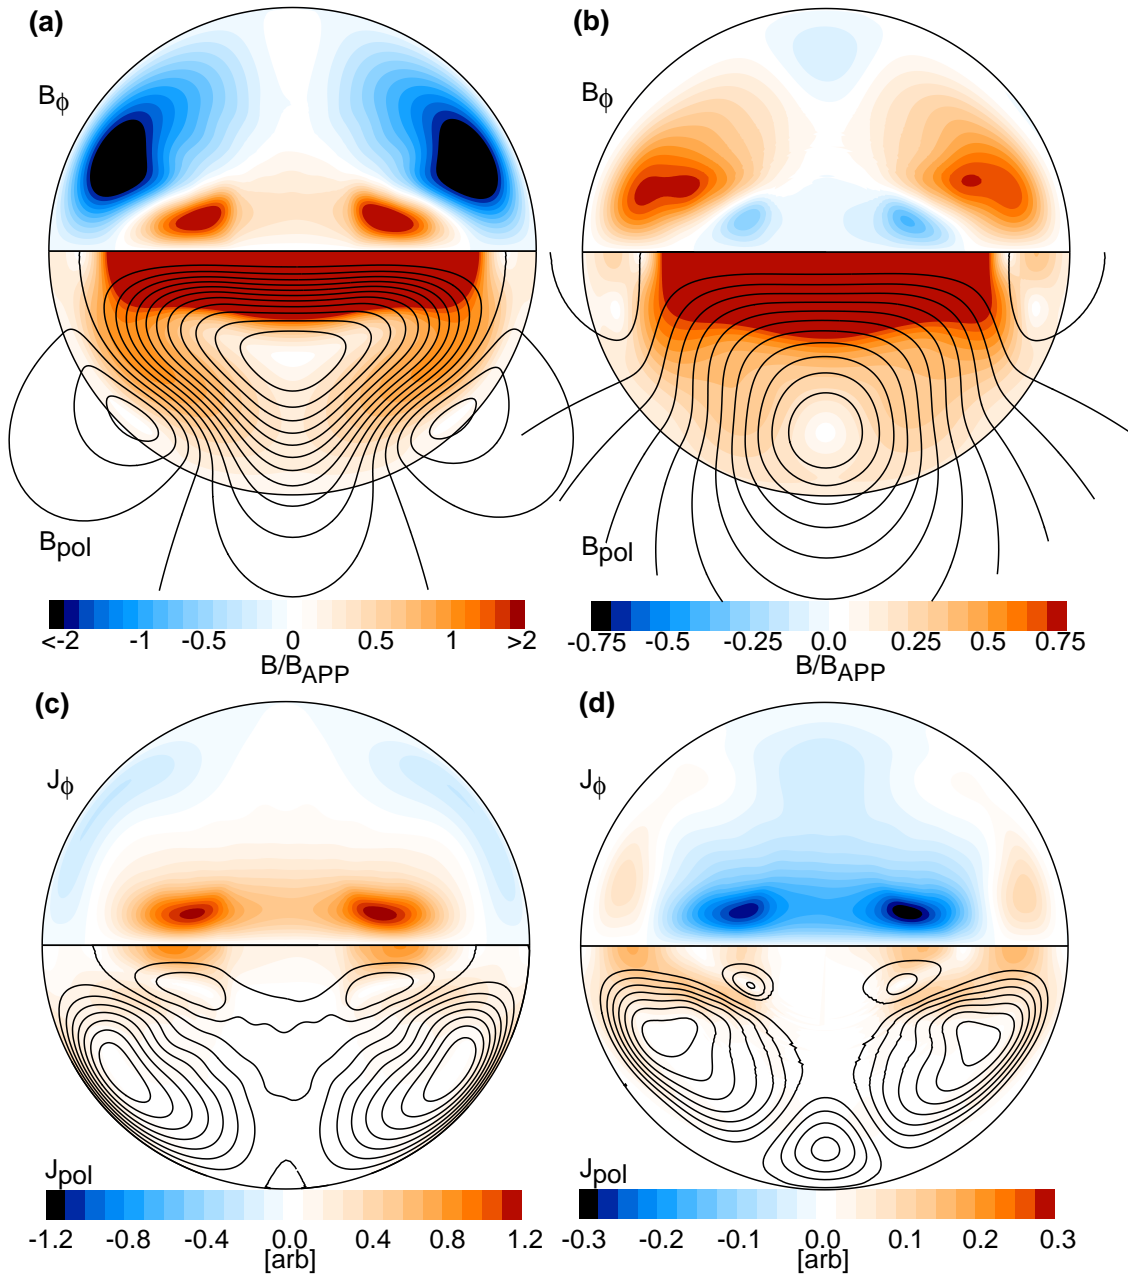 (a)
(b)
Bϕ
Bϕ
Bpol
Bpol
<-2 -1 -0.5 0 0.5 1 >2
B/BAPP
-0.75 -0.5 -0.25 0.0 0.25 0.5 0.75
B/BAPP
(c)
(d)
Jϕ
Jϕ
Jpol
Jpol
-1.2 -0.8 -0.4 0.0 0.4 0.8 1.2
[arb]
-0.3 -0.2 -0.1 0.0 0.1 0.2 0.3
[arb]